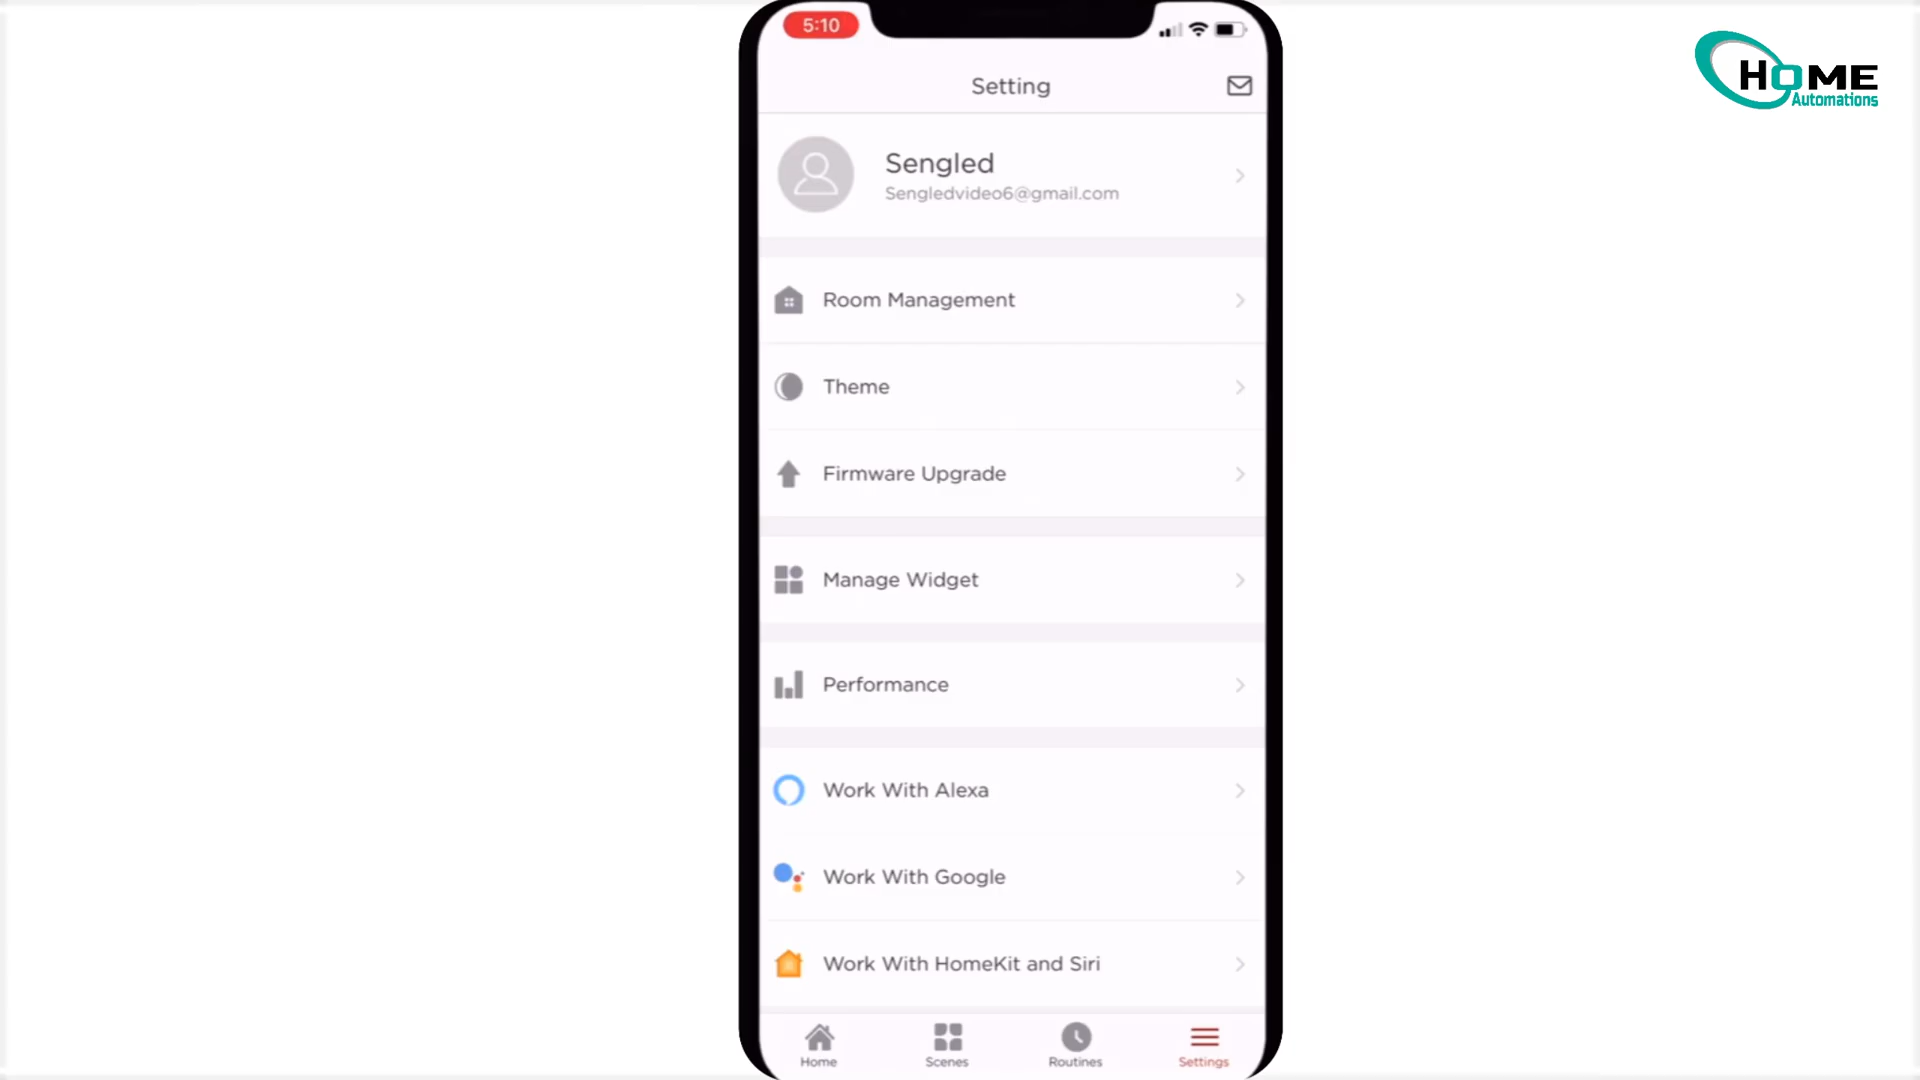 5:10
HOME
Automations
Setting
Sengled
Sengledvideo6@gmail.com
Room Management
Theme
Firmware Upgrade
Manage Widget
Performance
Work With Alexa
Work With Google
Work With HomeKit and Siri
Home
Scenes
Routines
Settings